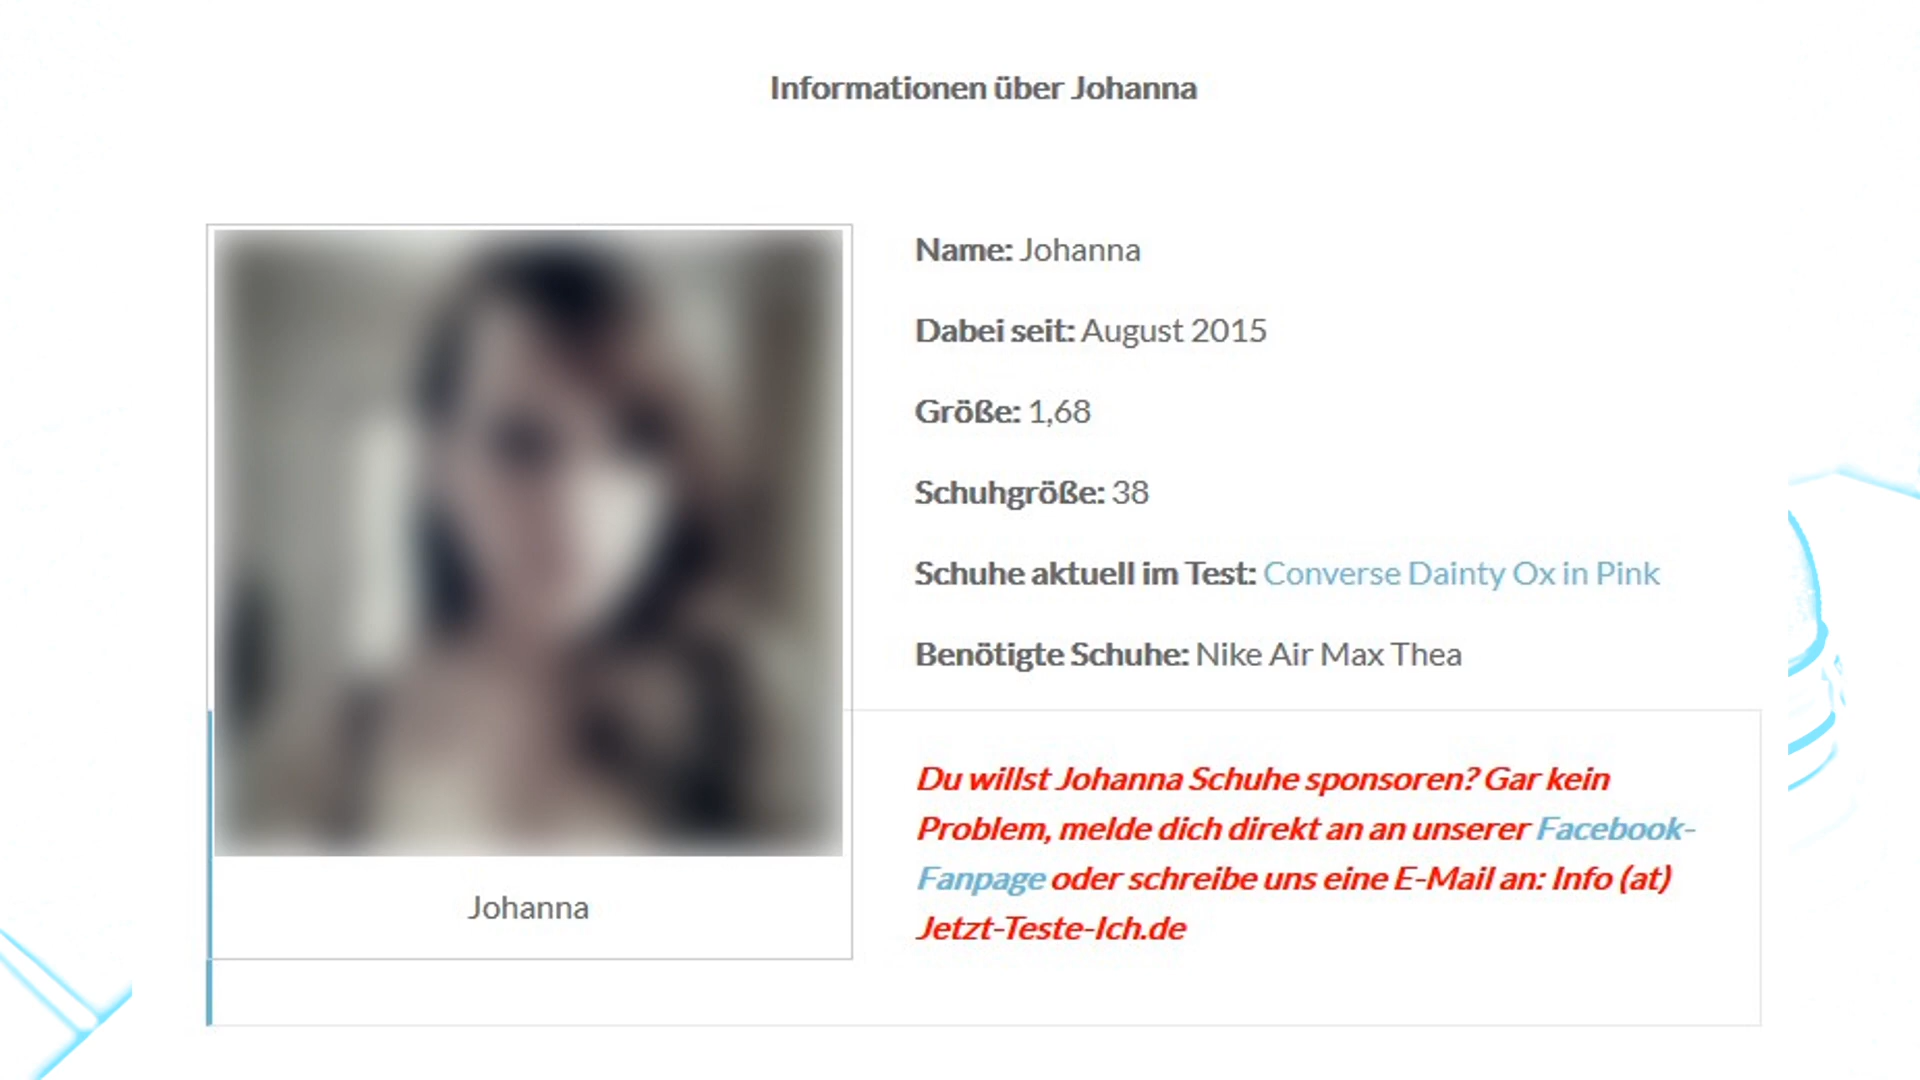 Informationen über Johanna
Name: Johanna
Dabei seit: August 2015
Größe: 1,68
Schuhgröße: 38
Schuhe aktuell im Test: Converse Dainty Ox in Pink
Benötigte Schuhe: Nike Air Max Thea
Du willst Johanna Schuhe sponsoren? Gar kein
Problem, melde dich direkt an an unserer Facebook-
Fanpage oder schreibe uns eine E-Mail an: Info (at)
Jetzt-Teste-Ich.de
Johanna